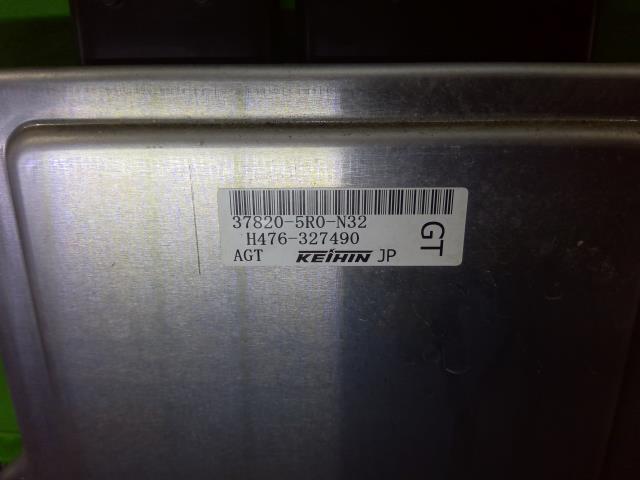 37820-5R0-N32
H476-327490
AGT KEIHIN JP
GT